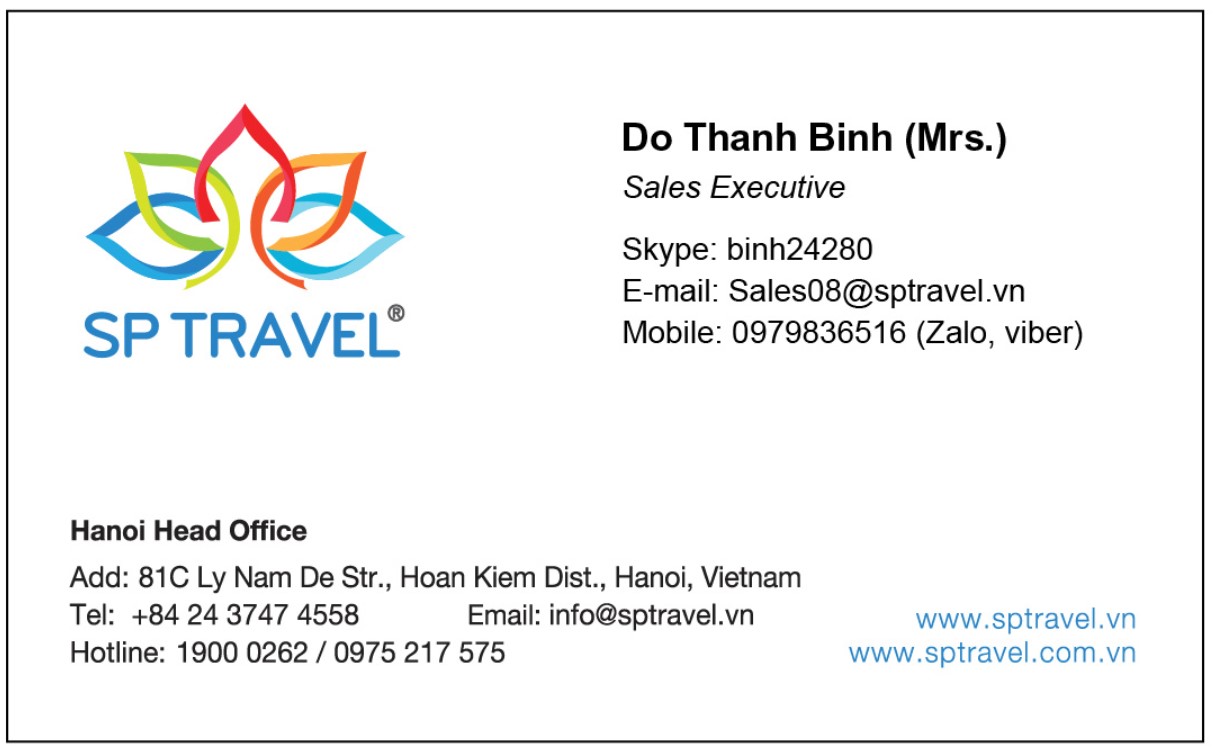 SP TRAVEL®
Do Thanh Binh (Mrs.)
Sales Executive
Skype: binh24280
E-mail: Sales08@sptravel.vn
Mobile: 0979836516 (Zalo, viber)
Hanoi Head Office
Add: 81C Ly Nam De Str., Hoan Kiem Dist., Hanoi, Vietnam
Tel: +84 24 3747 4558 Email: info@sptravel.vn
Hotline: 1900 0262 / 0975 217 575
www.sptravel.vn
www.sptravel.com.vn